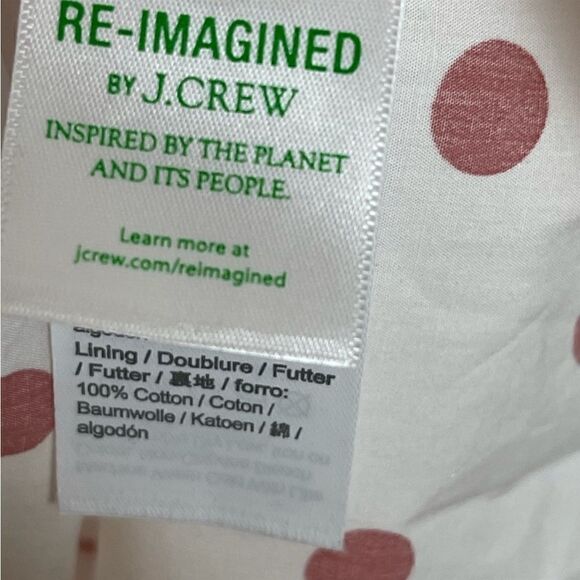 RE-IMAGINED
BY J.CREW
INSPIRED BY THE PLANET
AND ITS PEOPLE.
Learn more at
jcrew.com/reimagined
algodón
Lining / Doublure / Futter
/ Futter / 裏地 / forro:
100% Cotton / Coton /
Baumwolle / Katoen / 綿 /
algodón